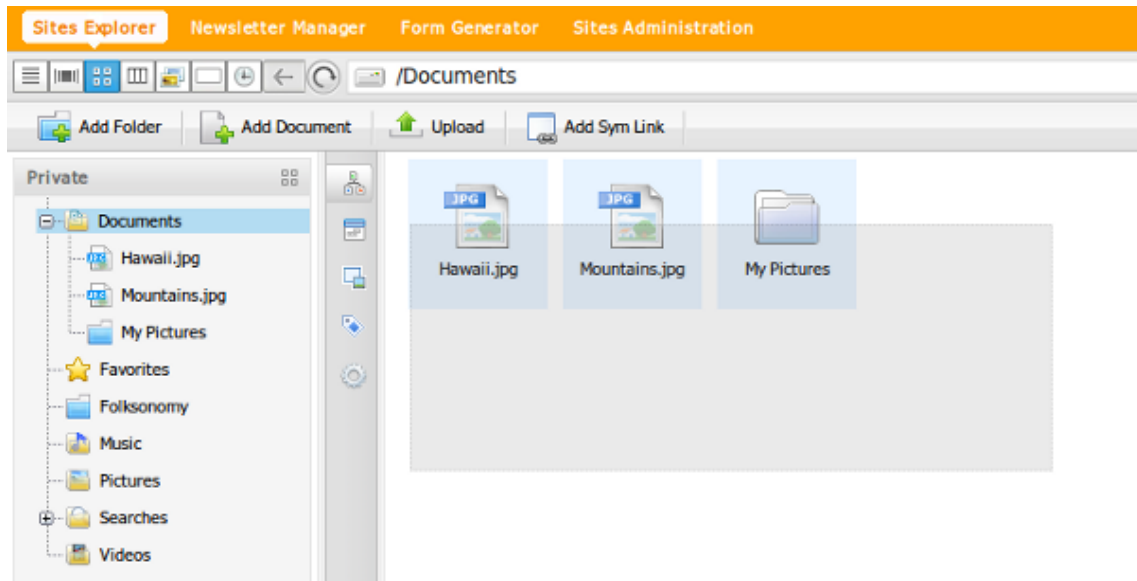 Sites Explorer Newsletter Manager Form Generator Sites Administration
/Documents
Add Folder Add Document Upload Add Sym Link
Private
Documents
Hawaii.jpg
Mountains.jpg
My Pictures
Favorites
Folksonomy
Music
Pictures
Searches
Videos
JPG JPG
Hawaii.jpg Mountains.jpg My Pictures